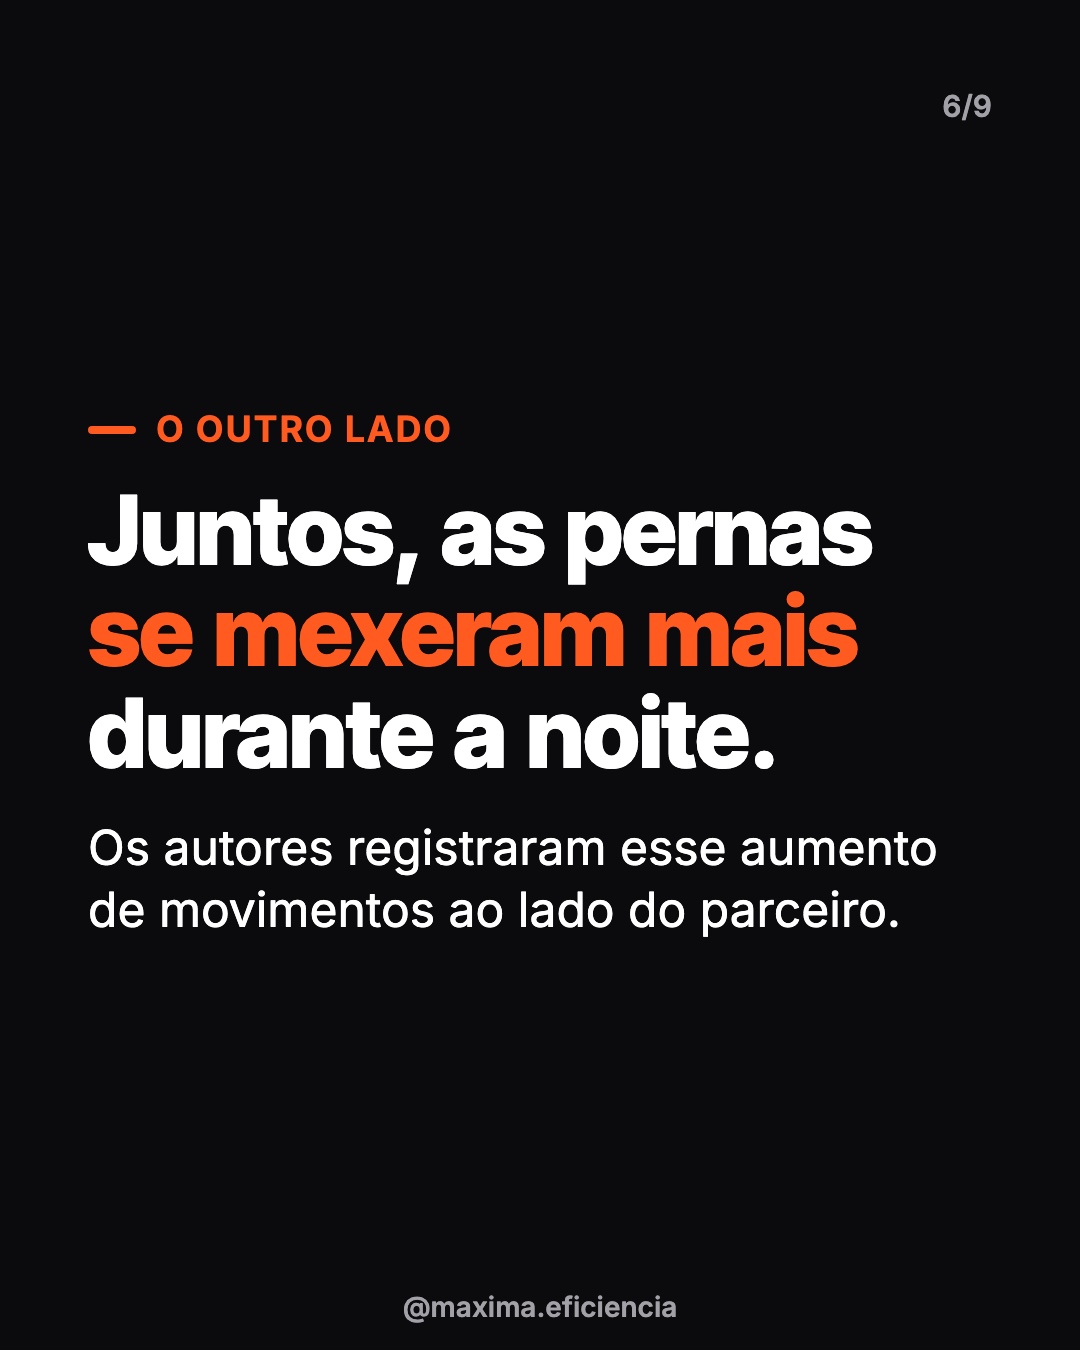 6/9
O OUTRO LADO
Juntos, as pernas
se mexeram mais
durante a noite.
Os autores registraram esse aumento
de movimentos ao lado do parceiro.
@maxima.eficiencia